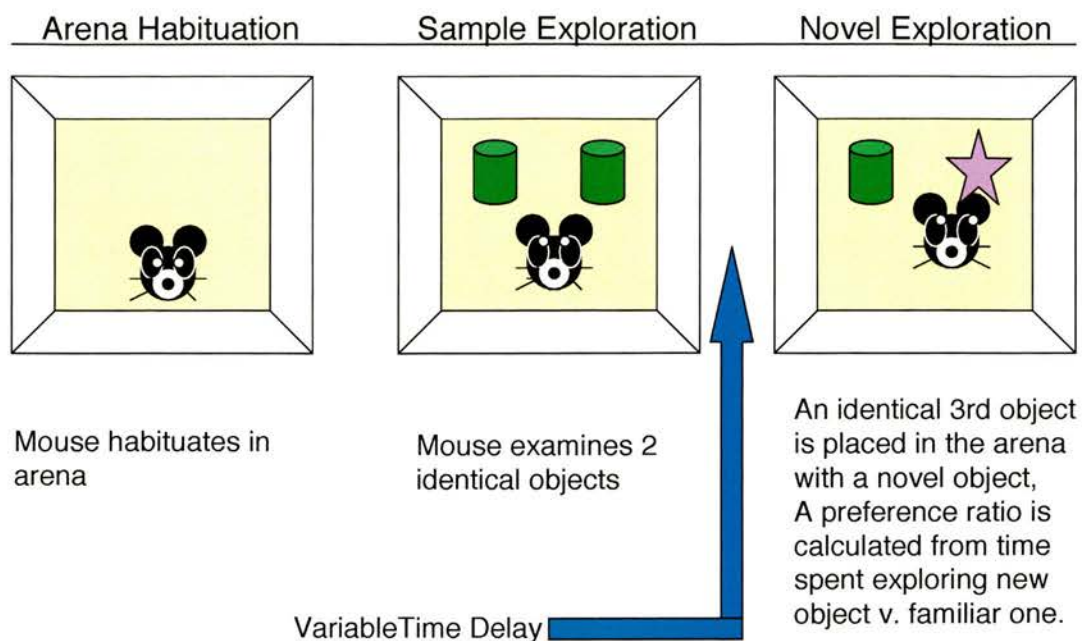 Arena Habituation
Sample Exploration
Novel Exploration
Mouse habituates in
arena
Mouse examines 2
identical objects
An identical 3rd object
is placed in the arena
with a novel object,
A preference ratio is
calculated from time
spent exploring new
object v. familiar one.
VariableTime Delay